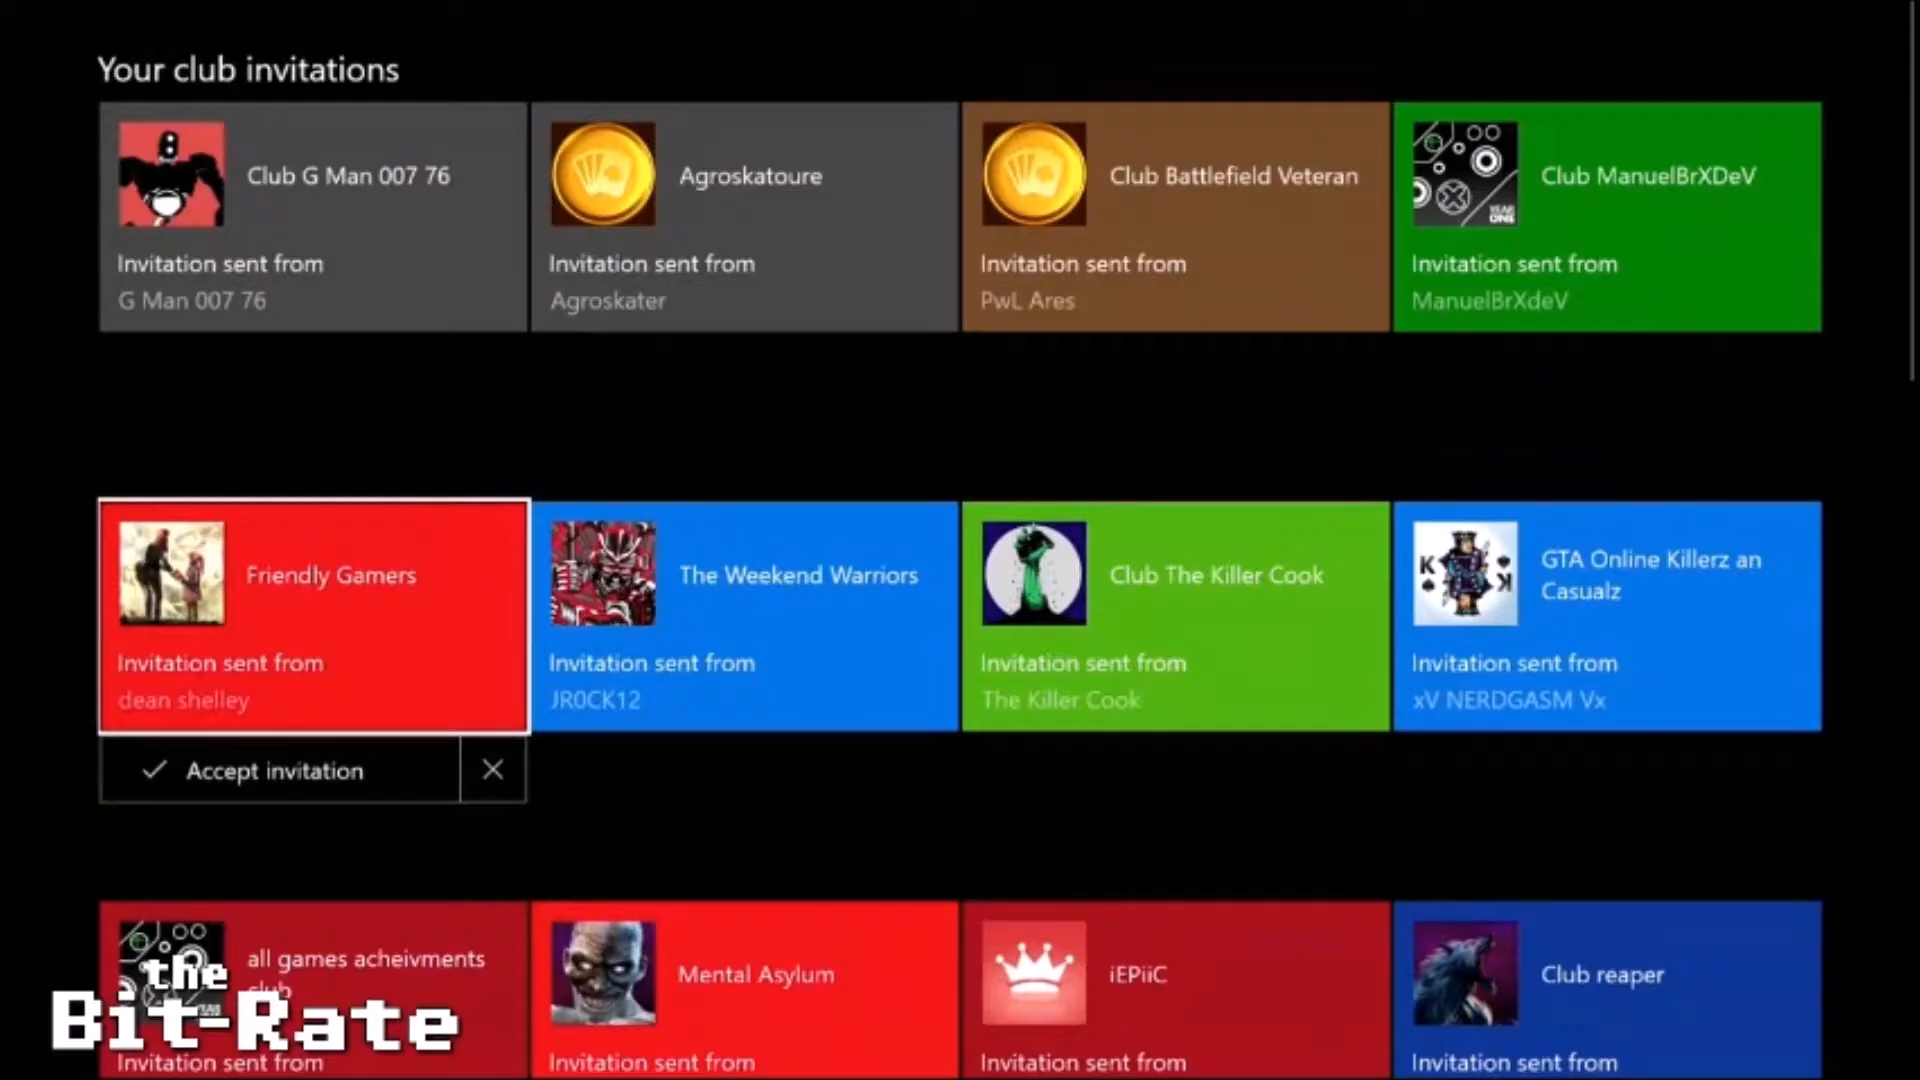 Your club invitations
Club G Man 007 76
Invitation sent from
G Man 007 76
Agroskatoure
Invitation sent from
Agroskater
Club Battlefield Veteran
Invitation sent from
PwL Ares
YEAR
ONE
Club ManuelBrXDeV
Invitation sent from
ManuelBrXdeV
Friendly Gamers
Invitation sent from
dean shelley
Accept invitation
The Weekend Warriors
Invitation sent from
JR0CK12
Club The Killer Cook
Invitation sent from
The Killer Cook
K
K
GTA Online Killerz an
Casualz
Invitation sent from
xV NERDGASM Vx
all games acheivments
club
Invitation sent from
Mental Asylum
Invitation sent from
iEPiiC
Invitation sent from
Club reaper
Invitation sent from
the
Bit-Rate